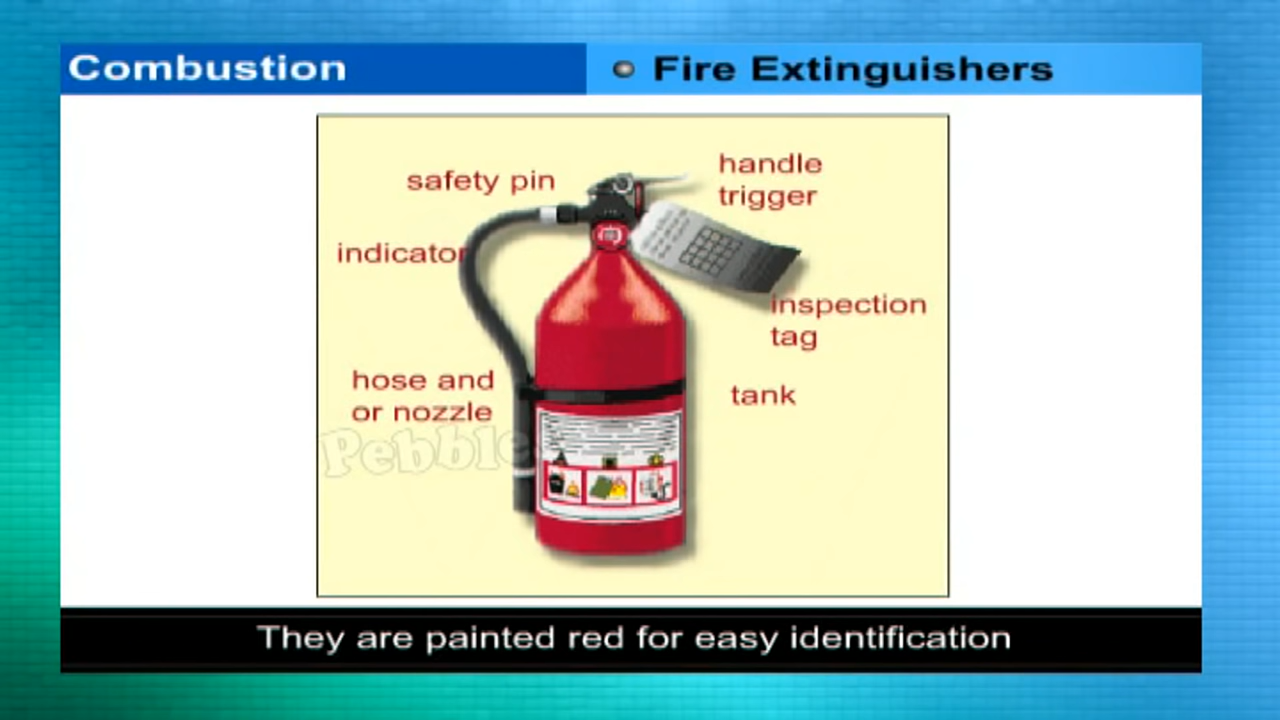 Combustion
Fire Extinguishers
safety pin
handle
trigger
indicator
inspection
tag
hose and
or nozzle
tank
Pebble
They are painted red for easy identification